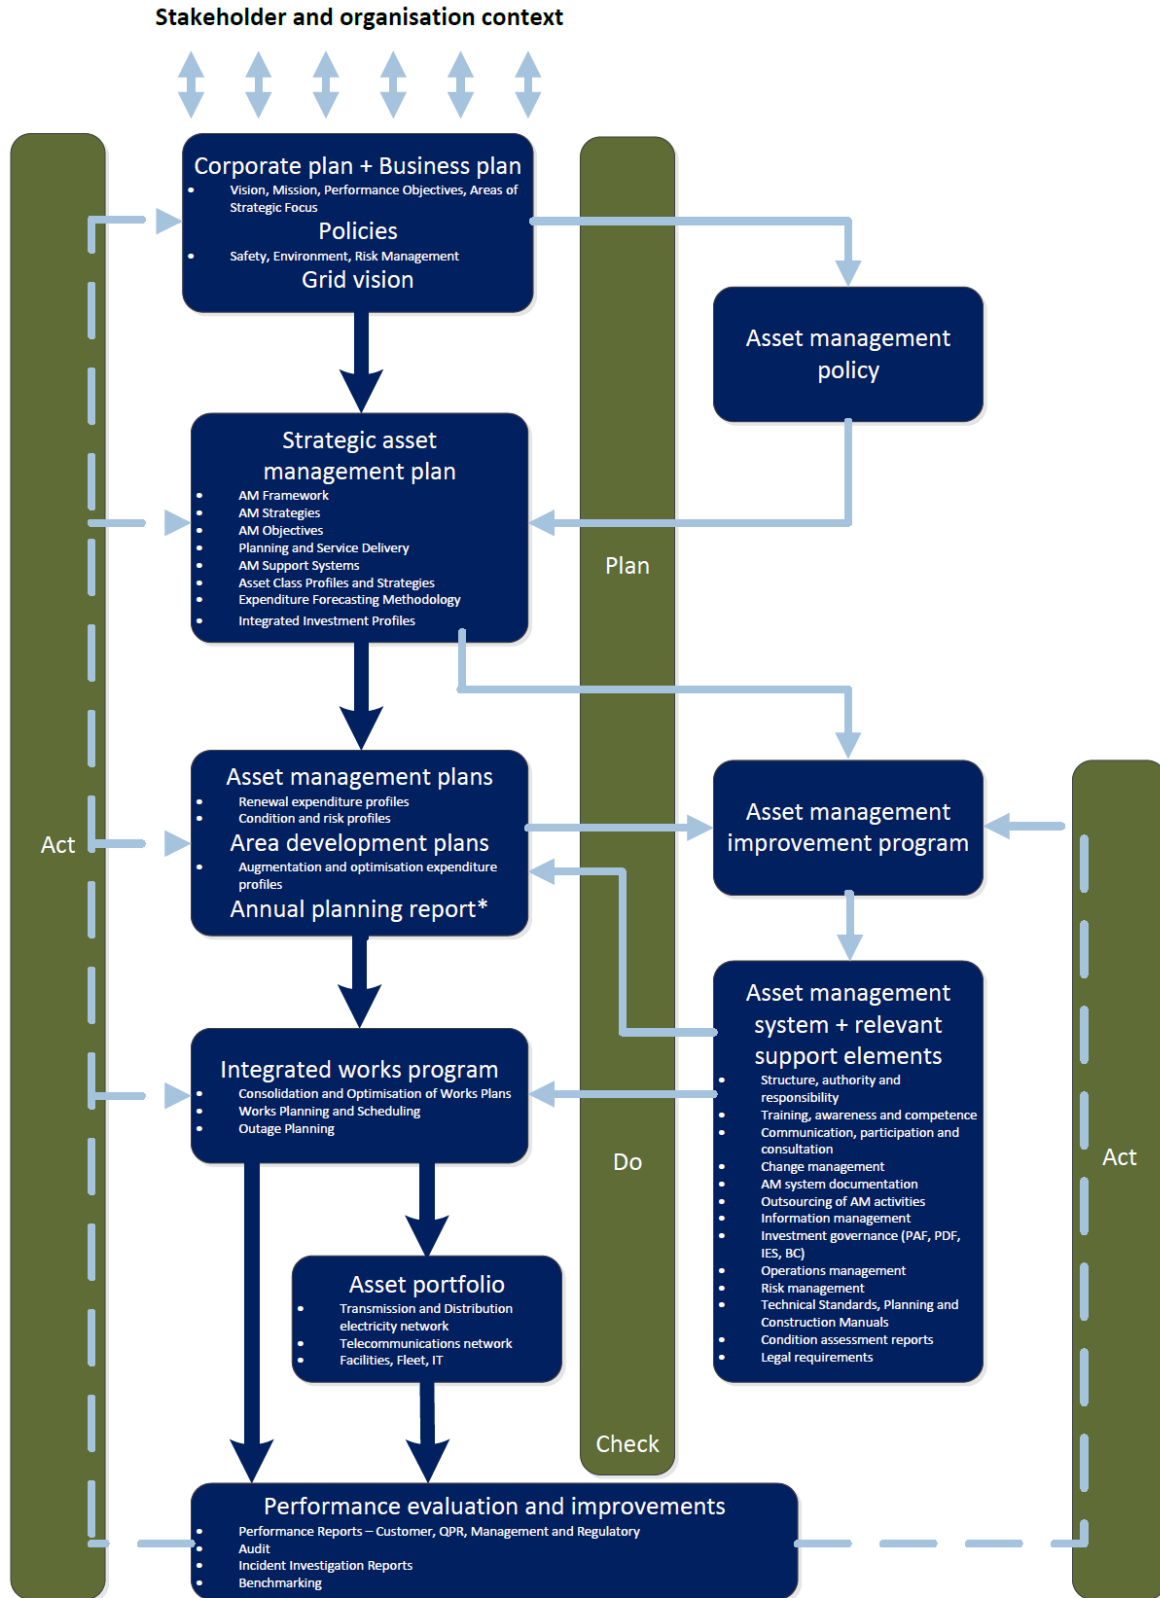 Stakeholder and organisation context
Corporate plan + Business plan
• Vision, Mission, Performance Objectives, Areas of
Strategic Focus
Policies
• Safety, Environment, Risk Management
Grid vision
Asset management
policy
Strategic asset
management plan
• AM Framework
• AM Strategies
• AM Objectives
• Planning and Service Delivery
• AM Support Systems
• Asset Class Profiles and Strategies
• Expenditure Forecasting Methodology
• Integrated Investment Profiles
Plan
Asset management plans
• Renewal expenditure profiles
• Condition and risk profiles
Area development plans
• Augmentation and optimisation expenditure
profiles
Annual planning report*
Asset management
improvement program
Act
Asset management
system + relevant
support elements
• Structure, authority and
responsibility
• Training, awareness and competence
• Communication, participation and
consultation
• Change management
• AM system documentation
• Outsourcing of AM activities
• Information management
• Investment governance (PAF, PDF,
IES, BC)
• Operations management
• Risk management
• Technical Standards, Planning and
Construction Manuals
• Condition assessment reports
• Legal requirements
Integrated works program
• Consolidation and Optimisation of Works Plans
• Works Planning and Scheduling
• Outage Planning
Do
Act
Asset portfolio
• Transmission and Distribution
electricity network
• Telecommunications network
• Facilities, Fleet, IT
Check
Performance evaluation and improvements
• Performance Reports – Customer, QPR, Management and Regulatory
• Audit
• Incident Investigation Reports
• Benchmarking